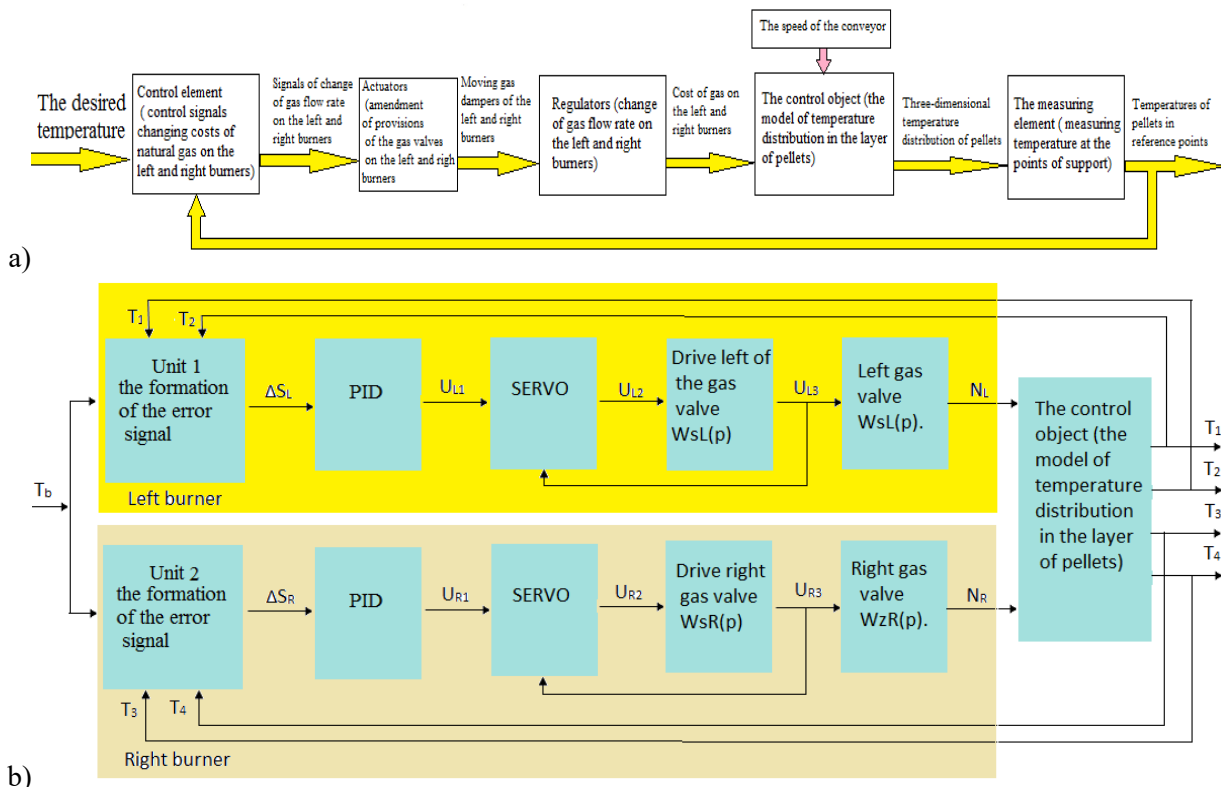 The speed of the
conveyor
The desired
temperature
Control element
( control signals
changing costs of
natural gas on the
left and right burners)
Signals of change
of gas flow rate
on the left and
right burners
Actuators
(amendment
of provisions
of the gas valves
on the left and righ
burners
Moving gas
dampers of the
left and right
burners
Regulators (change
of gas flow rate on
the left and right
burners)
Cost of gas on
the left and
right burners
The control object (the
model of temperature
distribution in the layer
of pellets)
Three-dimensional
temperature
distribution of pellets
The measuring
element ( measuring
temperature at the
points of support)
Temperatures of
pellets in
reference points
a)
T1
T2
Unit 1
the formation
of the error
signal
ΔSL
PID
UL1
SERVO
UL2
Drive left of
the gas
valve
WsL(p)
UL3
Left gas
valve
WsL(p).
NL
Left burner
Tb
The control
object (the
model of
temperature
distribution
in the layer
of pellets)
T1
T2
T3
T4
Unit 2
the formation
of the error
signal
ΔSR
PID
UR1
SERVO
UR2
Drive right
gas valve
WsR(p)
UR3
Right gas
valve
WzR(p).
NR
T3
T4
Right burner
b)